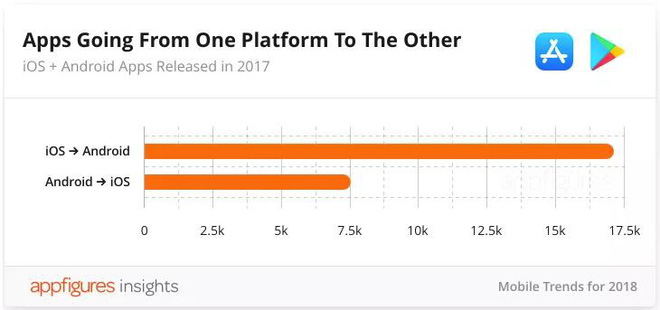 Apps Going From One Platform To The Other
iOS + Android Apps Released in 2017
iOS → Android
Android → iOS
0 2.5k 5k 7.5k 10k 12.5k 15k 17.5k
appfigures insights
Mobile Trends for 2018